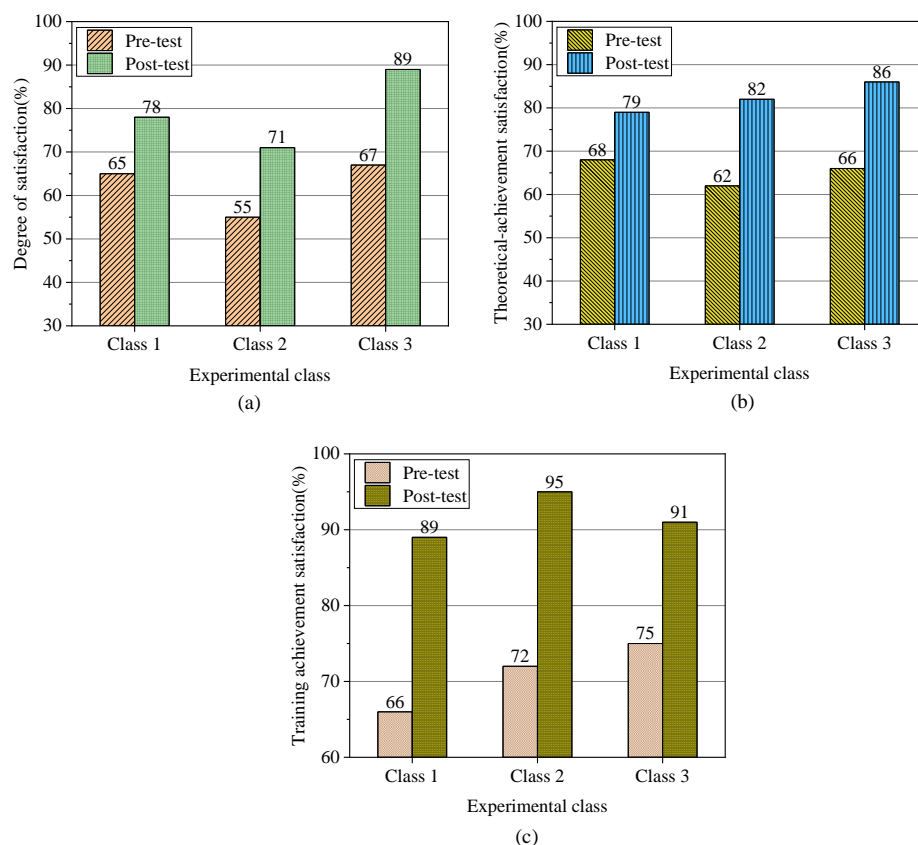 Degree of satisfaction(%)
100
90
80
70
60
50
40
30
Pre-test
Post-test
65
78
55
71
67
89
Class 1 Class 2 Class 3
Experimental class
(a)
Theoretical-achievement satisfaction(%)
100
90
80
70
60
50
40
30
Pre-test
Post-test
68
79
62
82
66
86
Class 1 Class 2 Class 3
Experimental class
(b)
Training achievement satisfaction(%)
100
90
80
70
60
Pre-test
Post-test
66
89
72
95
75
91
Class 1 Class 2 Class 3
Experimental class
(c)